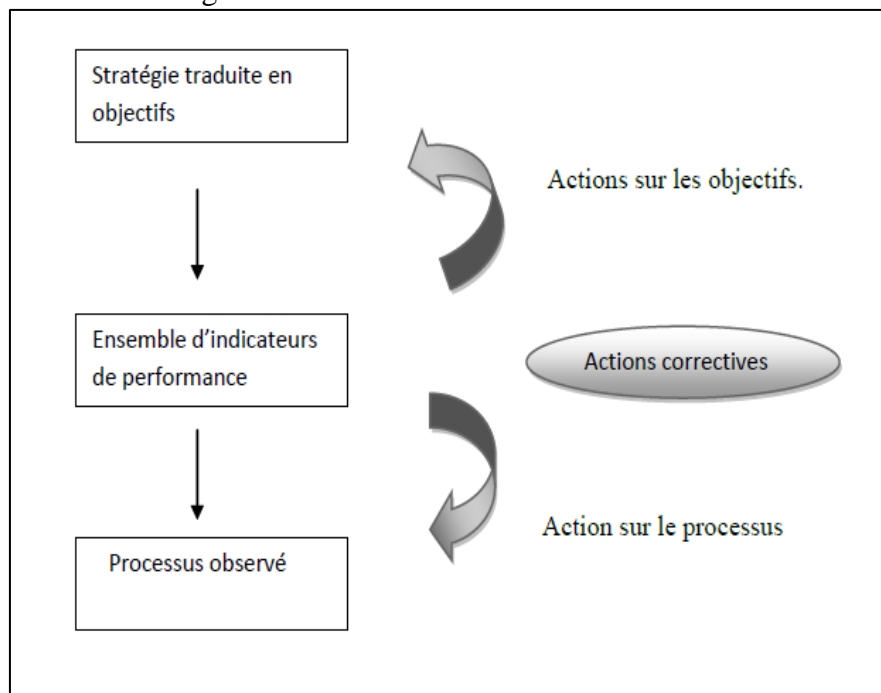 Stratégie traduite en
objectifs
Actions sur les objectifs.
Ensemble d'indicateurs
de performance
Actions correctives
Action sur le processus
Processus observé